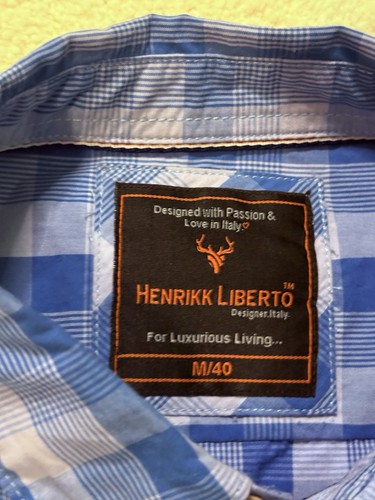 Designed with Passion &
Love in Italy♡
HENRIKK LIBERTO™
Designer.Italy.
For Luxurious Living...
M/40